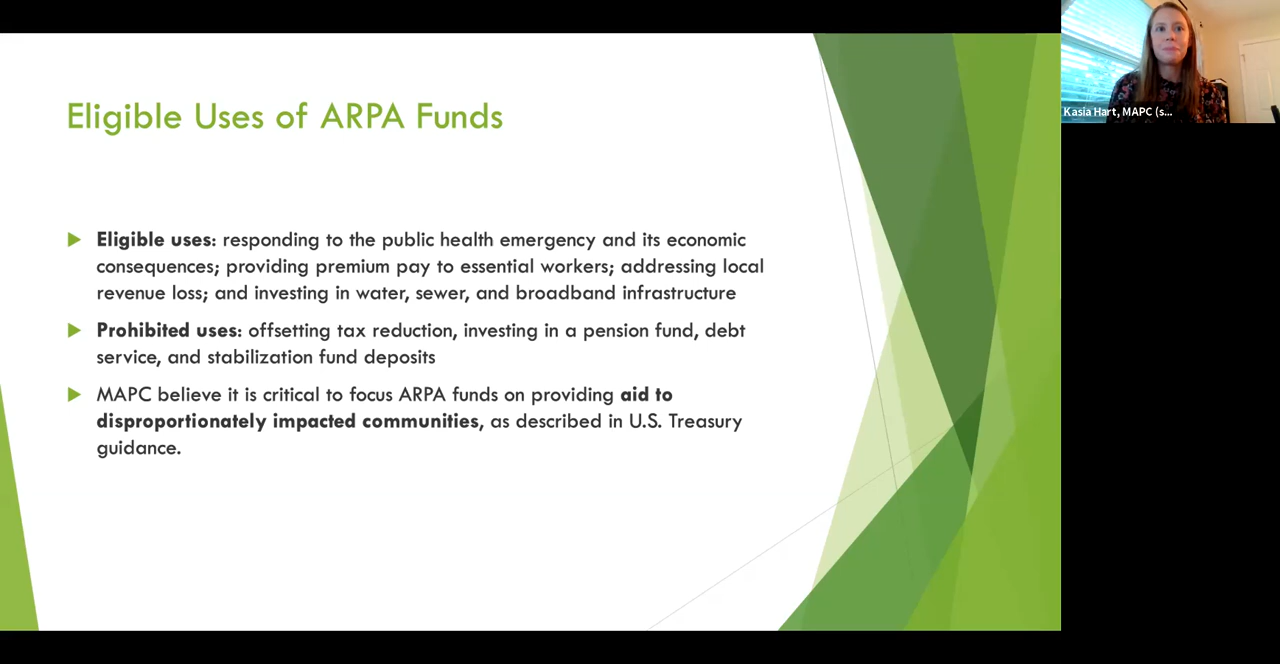 Eligible Uses of ARPA Funds
Eligible uses: responding to the public health emergency and its economic
consequences; providing premium pay to essential workers; addressing local
revenue loss; and investing in water, sewer, and broadband infrastructure
Prohibited uses: offsetting tax reduction, investing in a pension fund, debt
service, and stabilization fund deposits
MAPC believe it is critical to focus ARPA funds on providing aid to
disproportionately impacted communities, as described in U.S. Treasury
guidance.
Kasia Hart, MAPC (s...